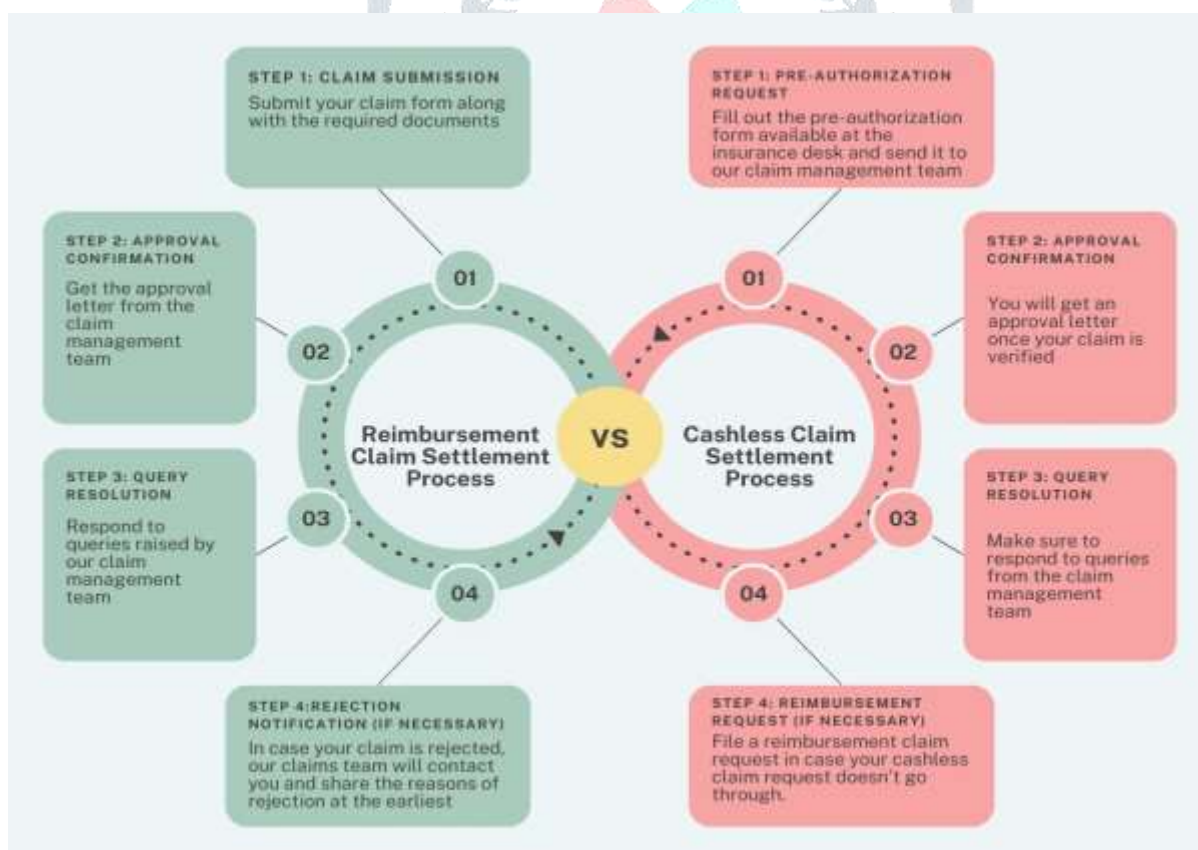 STEP 1: CLAIM SUBMISSION
Submit your claim form along
with the required documents
STEP 2: APPROVAL
CONFIRMATION
Get the approval
letter from the
claim
management
team
STEP 3: QUERY
RESOLUTION
Respond to
queries raised by
our claim
management
team
STEP 4:REJECTION
NOTIFICATION (IF NECESSARY)
In case your claim is rejected,
our claims team will contact
you and share the reasons of
rejection at the earliest
01
02
03
04
Reimbursement
Claim Settlement
Process
VS
Cashless Claim
Settlement
Process
01
02
03
04
STEP 1: PRE-AUTHORIZATION
REQUEST
Fill out the pre-authorization
form available at the
insurance desk and send it to
our claim management team
STEP 2: APPROVAL
CONFIRMATION
You will get an
approval letter
once your claim is
verified
STEP 3: QUERY
RESOLUTION
Make sure to
respond to queries
from the claim
management
team
STEP 4: REIMBURSEMENT
REQUEST (IF NECESSARY)
File a reimbursement claim
request in case your cashless
claim request doesn't go
through.